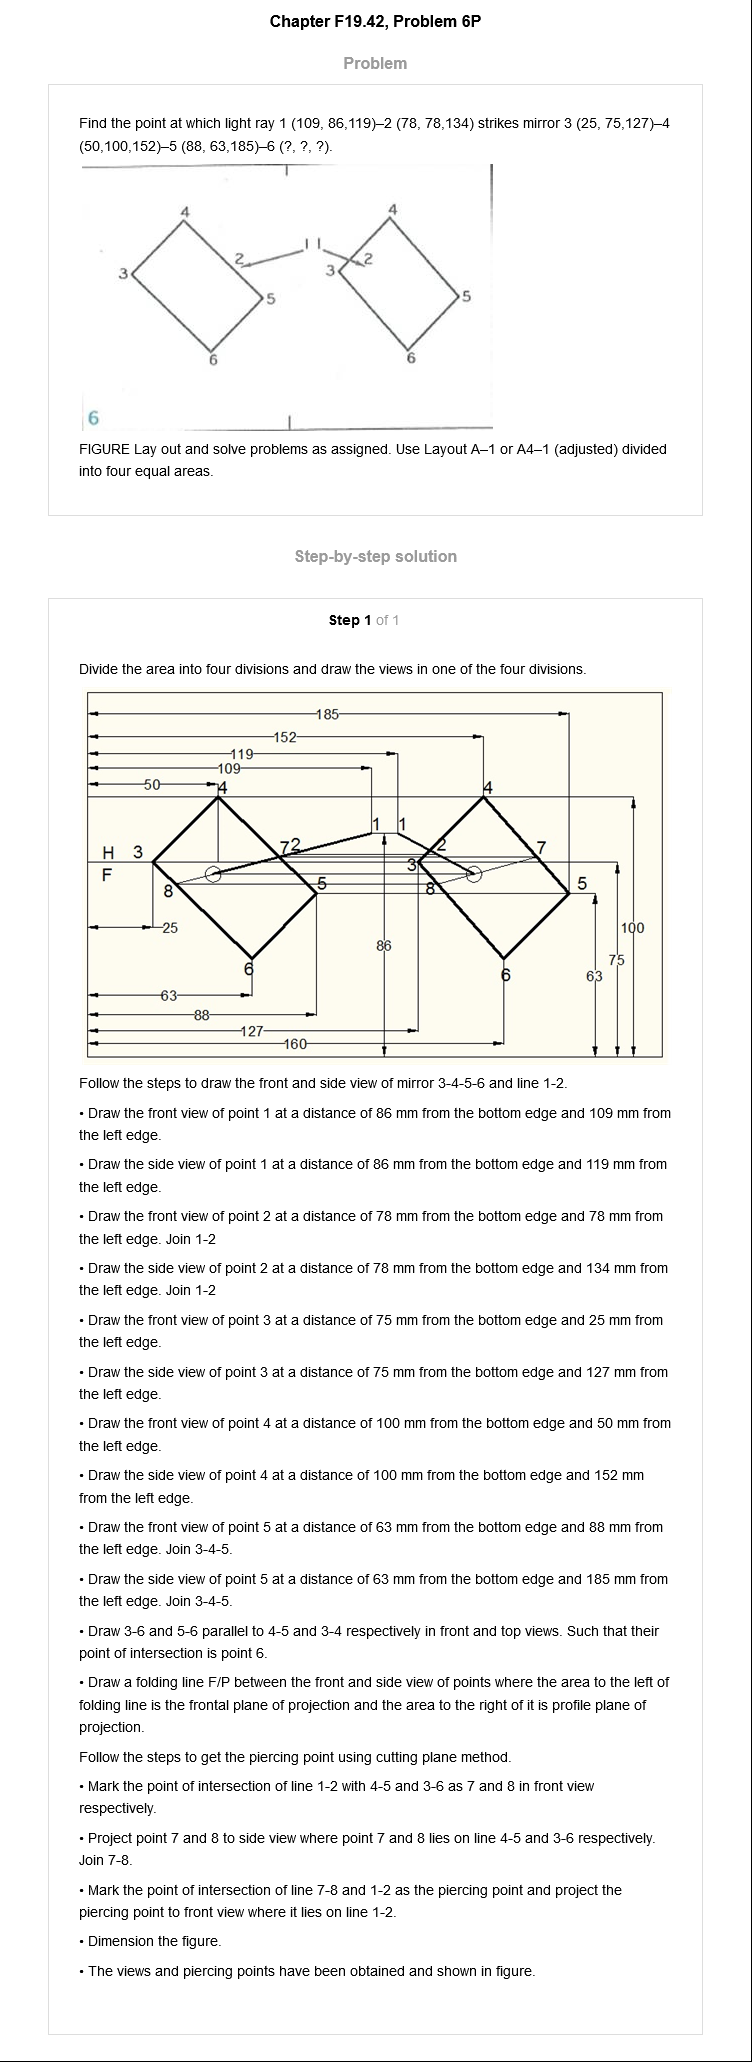 Chapter F19.42, Problem 6P
Problem
Find the point at which light ray 1 (109, 86,119)–2 (78, 78,134) strikes mirror 3 (25, 75,127)–4
(50,100,152)–5 (88, 63,185)–6 (?, ?, ?).
4 4
1 1
2 2
3 3
5 5
6 6
6
FIGURE Lay out and solve problems as assigned. Use Layout A–1 or A4–1 (adjusted) divided
into four equal areas.
Step-by-step solution
Step 1 of 1
Divide the area into four divisions and draw the views in one of the four divisions.
185
152
119
109
50
4 4
1 1
7 2 2 7
H 3 3
F
8 5 8 5
25 100
86
75
6 6 63
63
88
127
160
Follow the steps to draw the front and side view of mirror 3-4-5-6 and line 1-2.
• Draw the front view of point 1 at a distance of 86 mm from the bottom edge and 109 mm from
the left edge.
• Draw the side view of point 1 at a distance of 86 mm from the bottom edge and 119 mm from
the left edge.
• Draw the front view of point 2 at a distance of 78 mm from the bottom edge and 78 mm from
the left edge. Join 1-2
• Draw the side view of point 2 at a distance of 78 mm from the bottom edge and 134 mm from
the left edge. Join 1-2
• Draw the front view of point 3 at a distance of 75 mm from the bottom edge and 25 mm from
the left edge.
• Draw the side view of point 3 at a distance of 75 mm from the bottom edge and 127 mm from
the left edge.
• Draw the front view of point 4 at a distance of 100 mm from the bottom edge and 50 mm from
the left edge.
• Draw the side view of point 4 at a distance of 100 mm from the bottom edge and 152 mm
from the left edge.
• Draw the front view of point 5 at a distance of 63 mm from the bottom edge and 88 mm from
the left edge. Join 3-4-5.
• Draw the side view of point 5 at a distance of 63 mm from the bottom edge and 185 mm from
the left edge. Join 3-4-5.
• Draw 3-6 and 5-6 parallel to 4-5 and 3-4 respectively in front and top views. Such that their
point of intersection is point 6.
• Draw a folding line F/P between the front and side view of points where the area to the left of
folding line is the frontal plane of projection and the area to the right of it is profile plane of
projection.
Follow the steps to get the piercing point using cutting plane method.
• Mark the point of intersection of line 1-2 with 4-5 and 3-6 as 7 and 8 in front view
respectively.
• Project point 7 and 8 to side view where point 7 and 8 lies on line 4-5 and 3-6 respectively.
Join 7-8.
• Mark the point of intersection of line 7-8 and 1-2 as the piercing point and project the
piercing point to front view where it lies on line 1-2.
• Dimension the figure.
• The views and piercing points have been obtained and shown in figure.